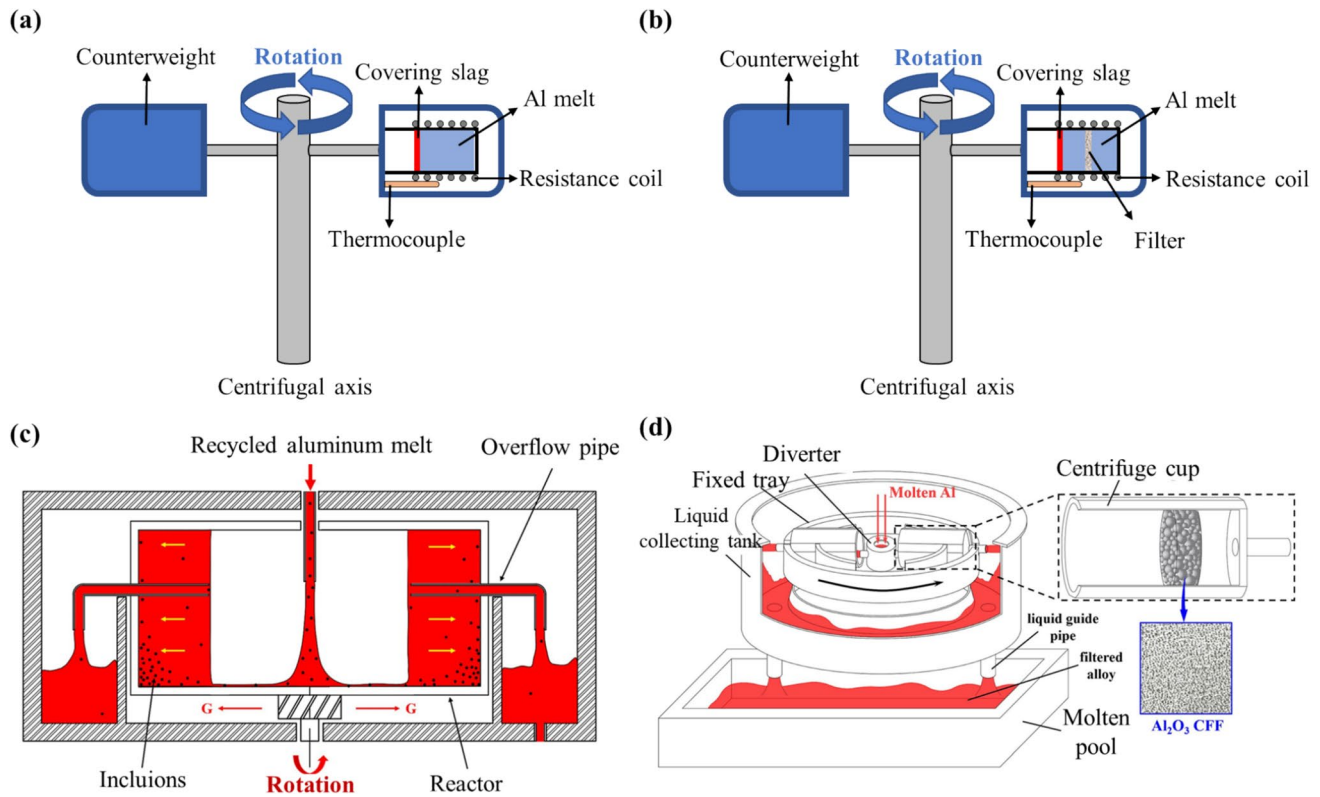 (a)
Counterweight
Rotation
Covering slag
Al melt
Resistance coil
Thermocouple
Centrifugal axis
(b)
Counterweight
Rotation
Covering slag
Al melt
Resistance coil
Thermocouple
Filter
Centrifugal axis
(c)
Recycled aluminum melt
Overflow pipe
G
G
Incluions
Rotation
Reactor
(d)
Diverter
Fixed tray
Molten Al
Liquid
collecting tank
Centrifuge cup
liquid guide
pipe
filtered
alloy
Molten
pool
Al₂O₃ CFF